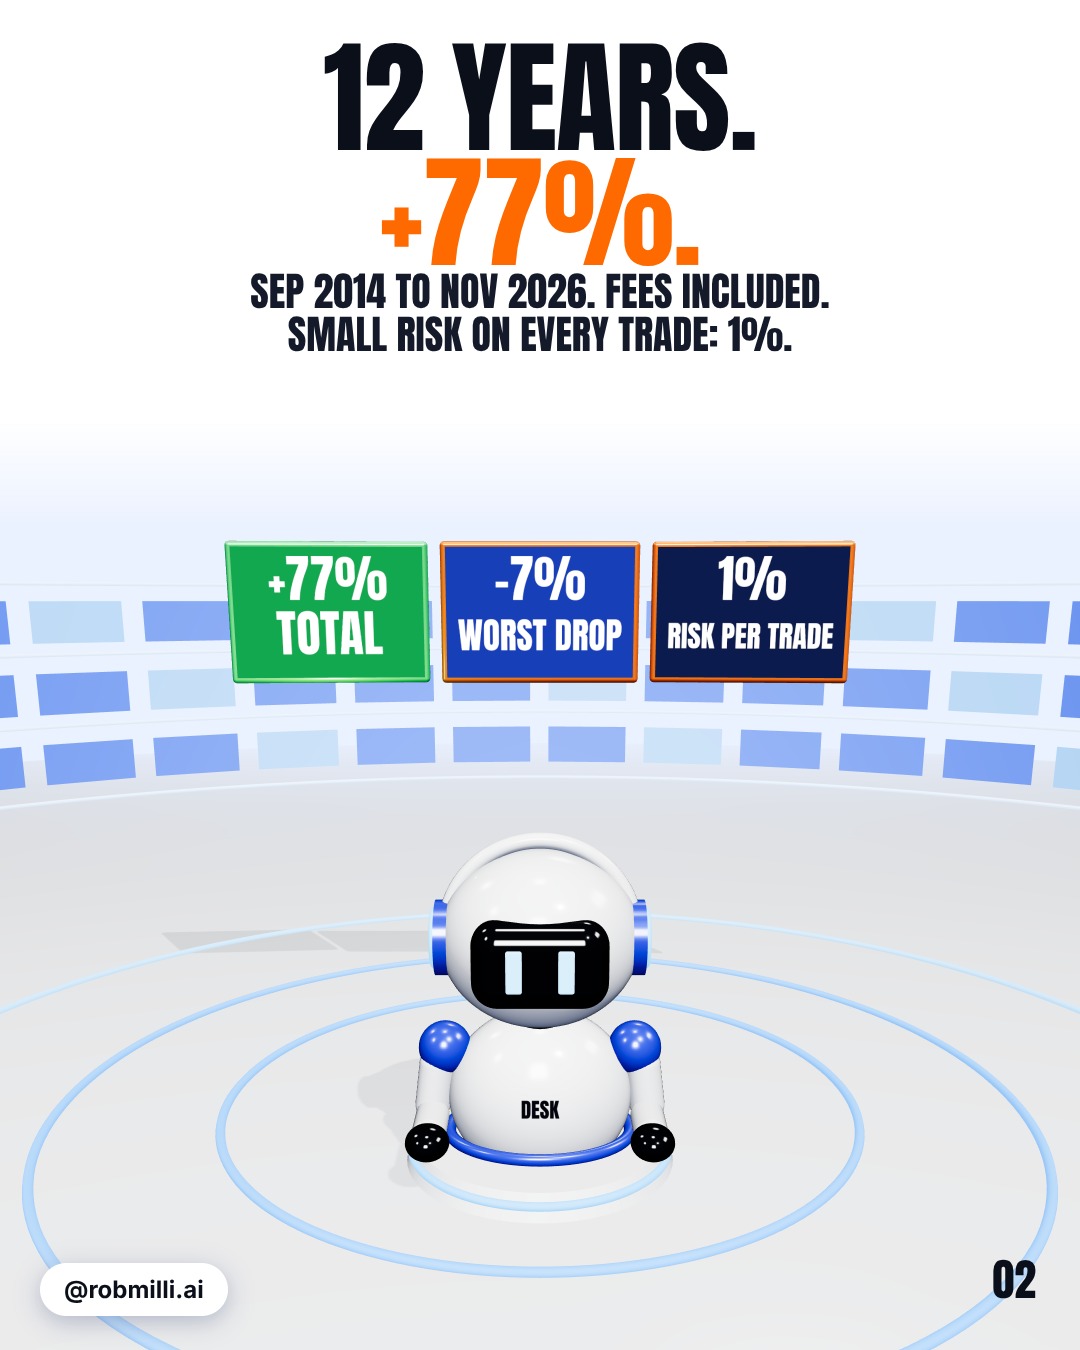 12 YEARS.
+77%.
SEP 2014 TO NOV 2026. FEES INCLUDED.
SMALL RISK ON EVERY TRADE: 1%.
+77%
TOTAL
-7%
WORST DROP
1%
RISK PER TRADE
DESK
@robmilli.ai
02